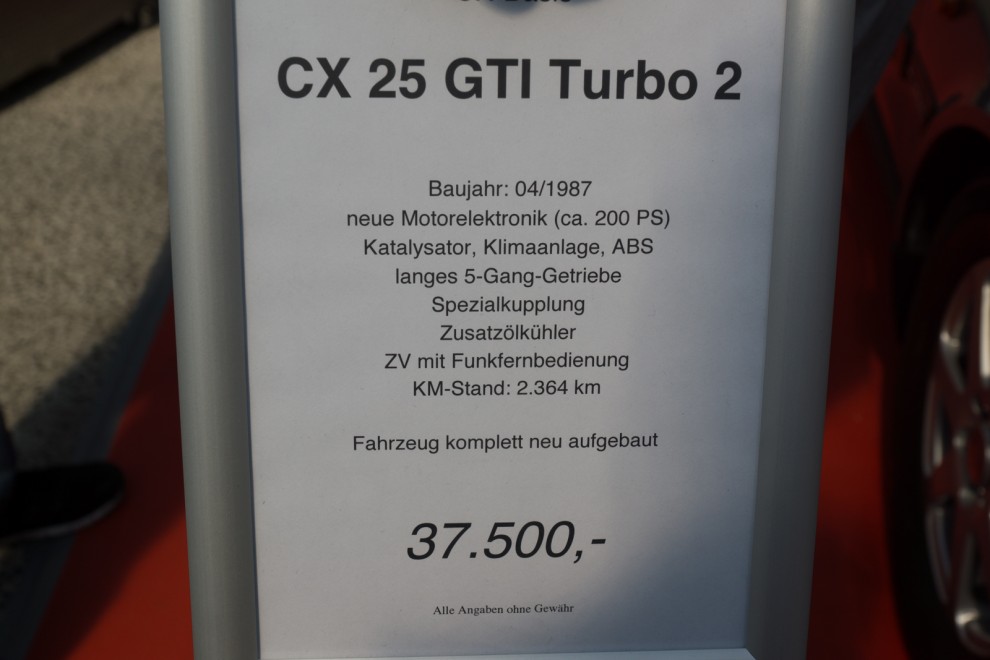 CX 25 GTI Turbo 2
Baujahr: 04/1987
neue Motorelektronik (ca. 200 PS)
Katalysator, Klimaanlage, ABS
langes 5-Gang-Getriebe
Spezialkupplung
Zusatzölkühler
ZV mit Funkfernbedienung
KM-Stand: 2.364 km
Fahrzeug komplett neu aufgebaut
37.500,-
Alle Angaben ohne Gewähr